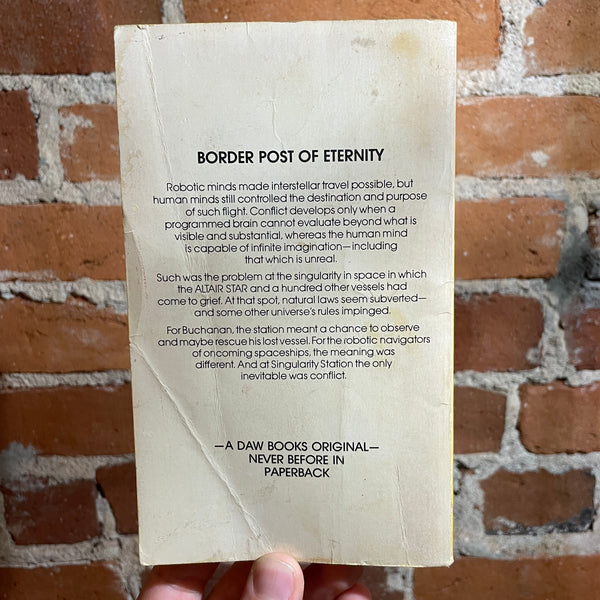 BORDER POST OF ETERNITY
Robotic minds made interstellar travel possible, but
human minds still controlled the destination and purpose
of such flight. Conflict develops only when a
programmed brain cannot evaluate beyond what is
visible and substantial, whereas the human mind
is capable of infinite imagination—including
that which is unreal.
Such was the problem at the singularity in space in which
the ALTAIR STAR and a hundred other vessels had
come to grief. At that spot, natural laws seem subverted—
and some other universe's rules impinged.
For Buchanan, the station meant a chance to observe
and maybe rescue his lost vessel. For the robotic navigators
of oncoming spaceships, the meaning was
different. And at Singularity Station the only
inevitable was conflict.
—A DAW BOOKS ORIGINAL—
NEVER BEFORE IN
PAPERBACK